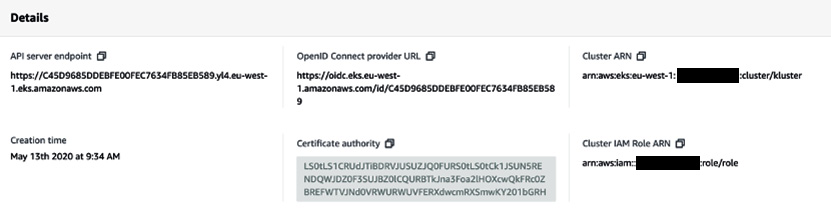 Details
API server endpoint
https://C45D9685DDEBFE00FEC7634FB85EB589.yl4.eu-west-
1.eks.amazonaws.com
OpenID Connect provider URL
https://oidc.eks.eu-west-
1.amazonaws.com/id/C45D9685DDEBFE00FEC7634FB85EB58
9
Cluster ARN
arn:aws:eks:eu-west-1: :cluster/kluster
Creation time
May 13th 2020 at 9:34 AM
Certificate authority
LS0tLS1CRUdJTiBDRVJUSUZJQ0FURS0tLS0tCk1JSUN5RE
NDQWJDZ0F3SUJBZ0lCQURBTkJna3Foa2lHOXcwQkFRc0Z
BREFWTVJNd0VRWURWUVFERXdwcmRXSmwKY201bGRH
Cluster IAM Role ARN
arn:aws:iam:: :role/role